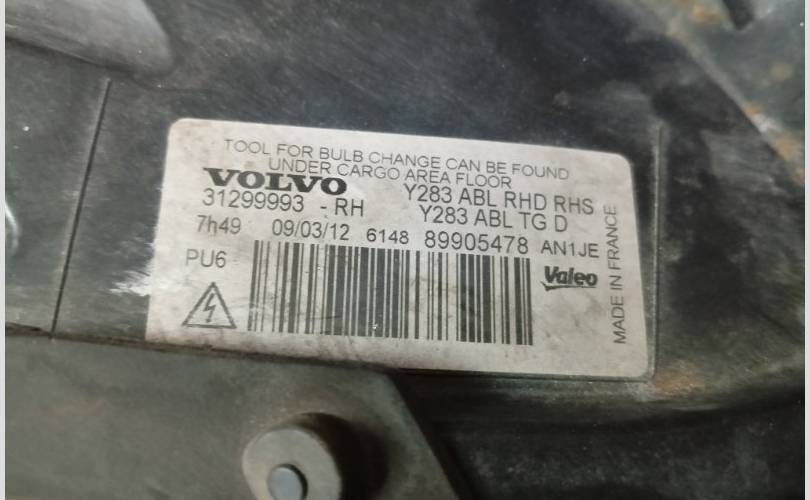 TOOL FOR BULB CHANGE CAN BE FOUND
UNDER CARGO AREA FLOOR
VOLVO Y283 ABL RHD RHS
31299993 - RH Y283 ABL TG D
7h49 09/03/12 6148 89905478 AN1JE
PU6
Valeo
MADE IN FRANCE